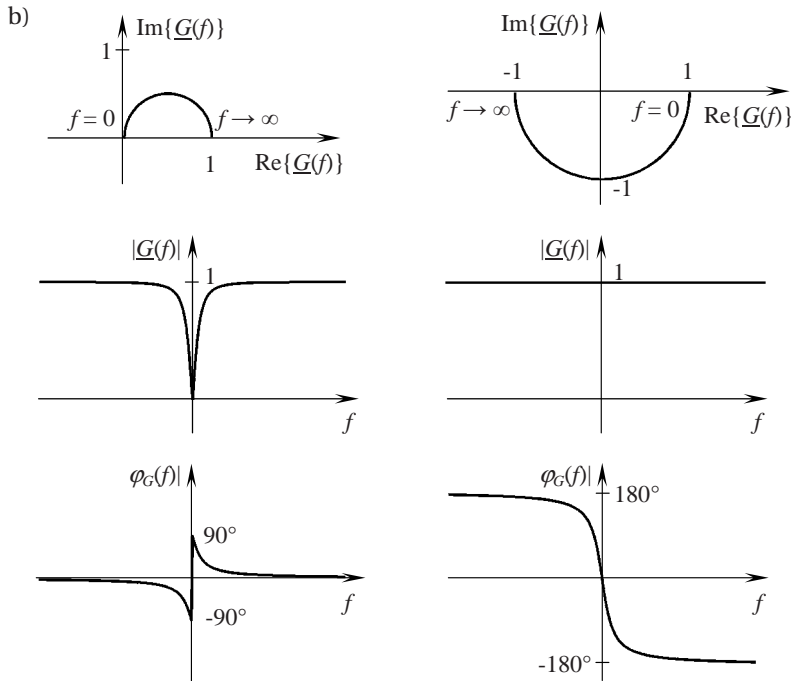 b)
Im{G(f)}
1
f = 0
f → ∞
1
Re{G(f)}
Im{G(f)}
-1
1
f → ∞
f = 0
Re{G(f)}
-1
|G(f)|
1
f
|G(f)|
1
f
φG(f)|
90°
-90°
f
φG(f)|
180°
-180°
f